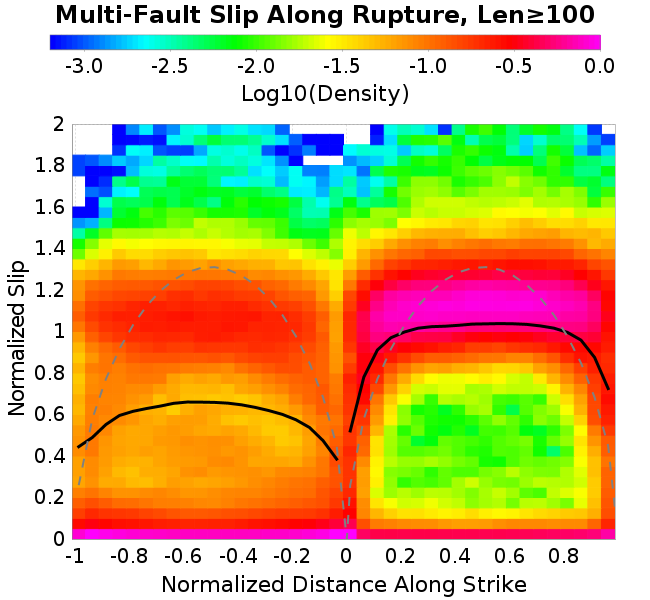 Multi-Fault Slip Along Rupture, Len≥100
-3.0 -2.5 -2.0 -1.5 -1.0 -0.5 0.0
Log10(Density)
2
1.8
1.6
1.4
1.2
1
0.8
0.6
0.4
0.2
0
Normalized Slip
-1 -0.8 -0.6 -0.4 -0.2 0 0.2 0.4 0.6 0.8
Normalized Distance Along Strike